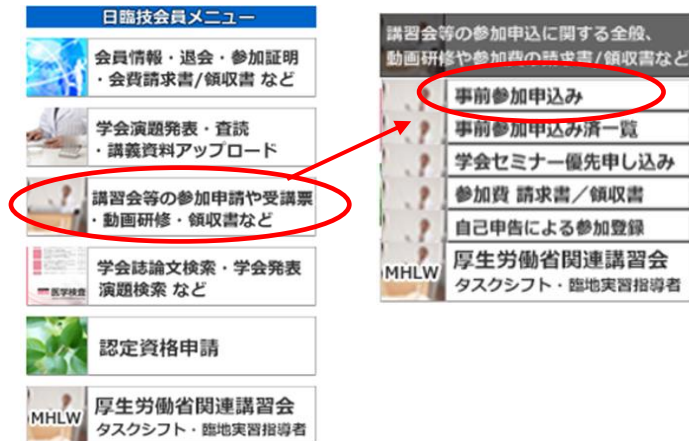 日臨技会員メニュー
会員情報・退会・参加証明
・会費請求書/領収書 など
学会演題発表・査読
・講義資料アップロード
講習会等の参加申請や受講票
・動画研修・領収書など
学会誌論文検索・学会発表
演題検索 など
医学検査
認定資格申請
MHLW
厚生労働省関連講習会
タスクシフト・臨地実習指導者
講習会等の参加申込に関する全般、
動画研修や参加費の請求書/領収書など
事前参加申込み
事前参加申込み済一覧
学会セミナー優先申し込み
参加費 請求書／領収書
自己申告による参加登録
MHLW
厚生労働省関連講習会
タスクシフト・臨地実習指導者